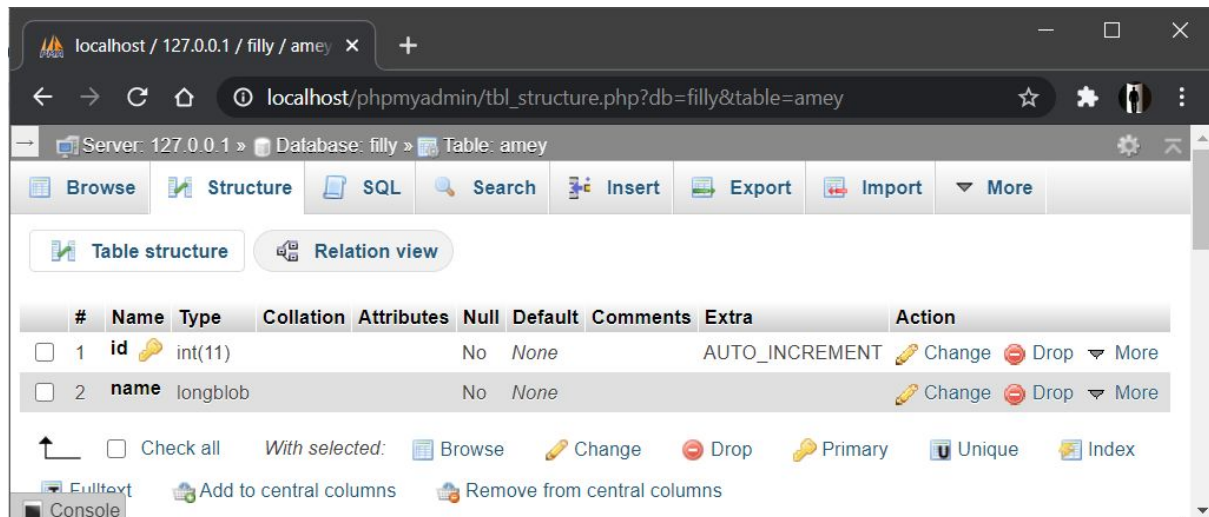 localhost / 127.0.0.1 / filly / amey
localhost/phpmyadmin/tbl_structure.php?db=filly&table=amey
Server: 127.0.0.1 » Database: filly » Table: amey
Browse Structure SQL Search Insert Export Import More
Table structure Relation view
# Name Type Collation Attributes Null Default Comments Extra Action
1 id int(11) No None AUTO_INCREMENT Change Drop More
2 name longblob No None Change Drop More
Check all With selected: Browse Change Drop Primary Unique Index
Fulltext Add to central columns Remove from central columns
Console